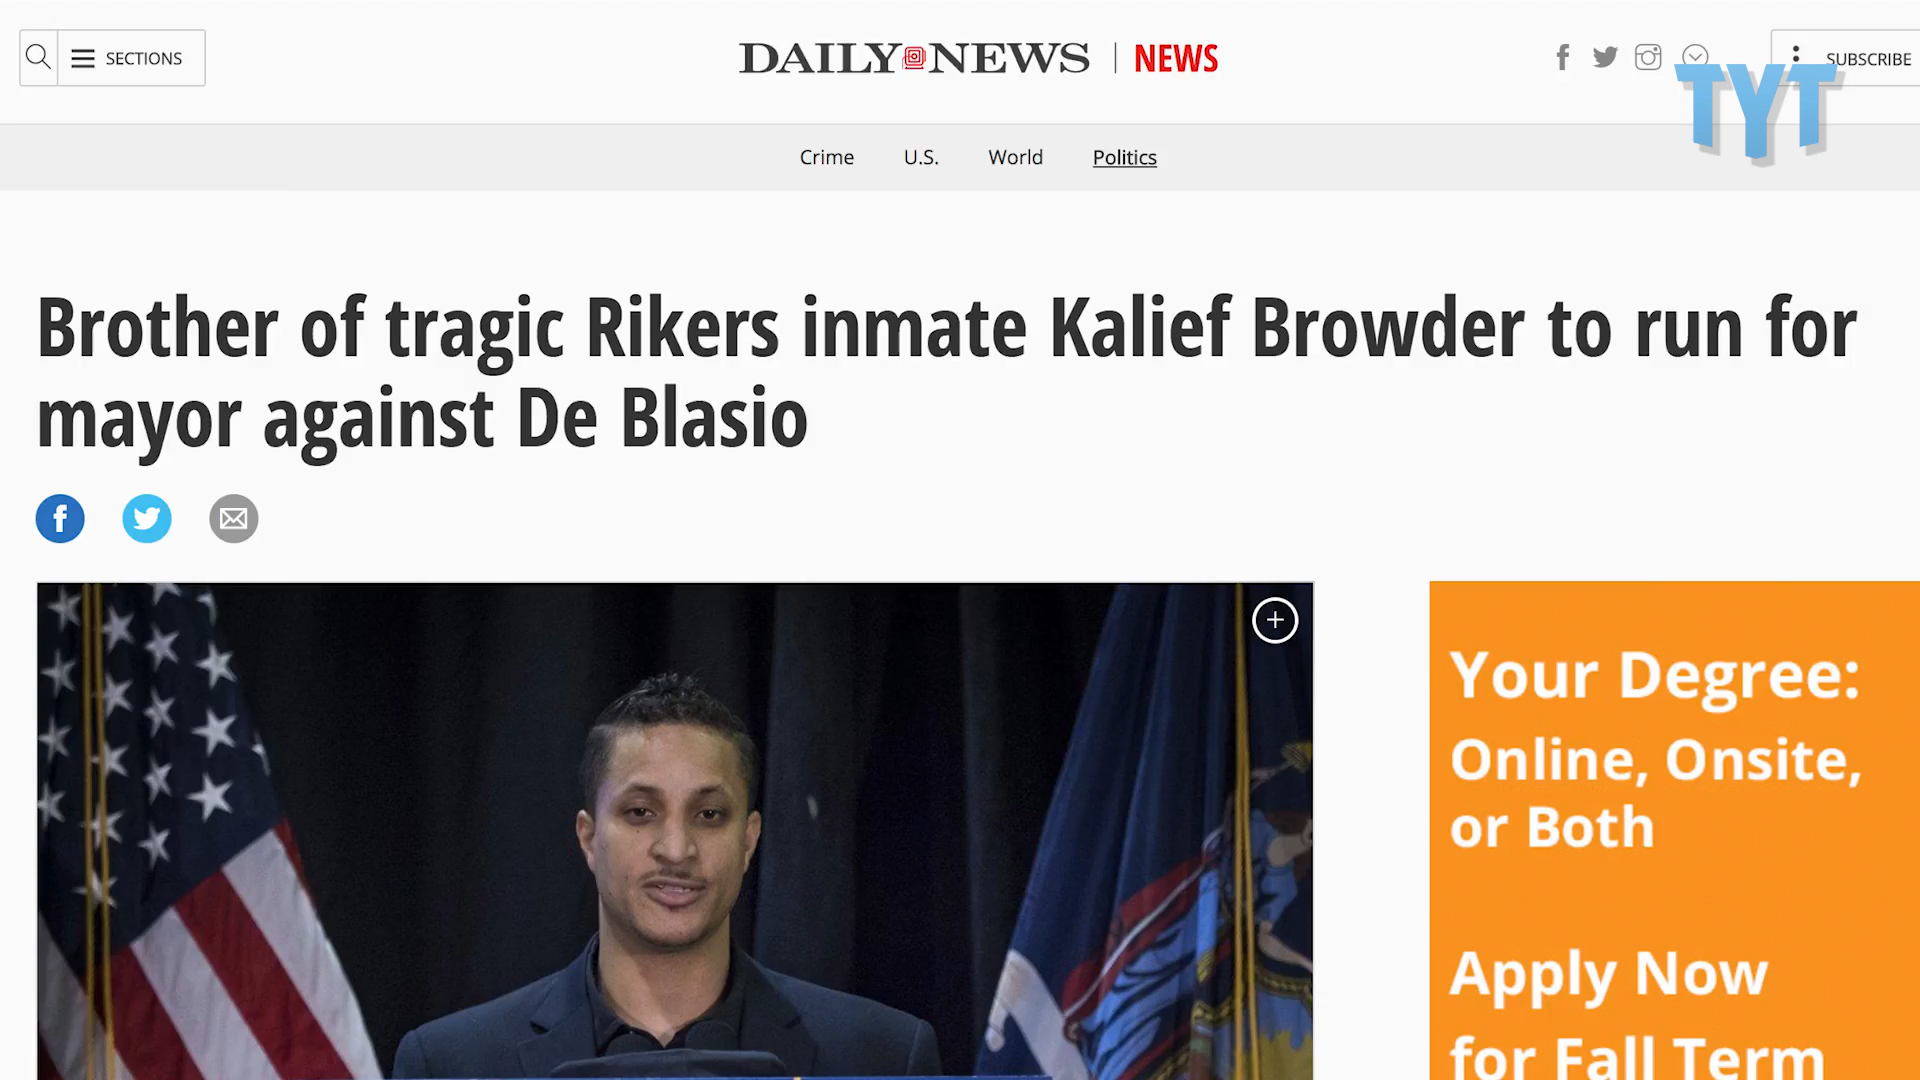 SECTIONS
DAILY NEWS | NEWS
SUBSCRIBE
TYT
Crime U.S. World Politics
Brother of tragic Rikers inmate Kalief Browder to run for
mayor against De Blasio
Your Degree:
Online, Onsite,
or Both
Apply Now
for Fall Term